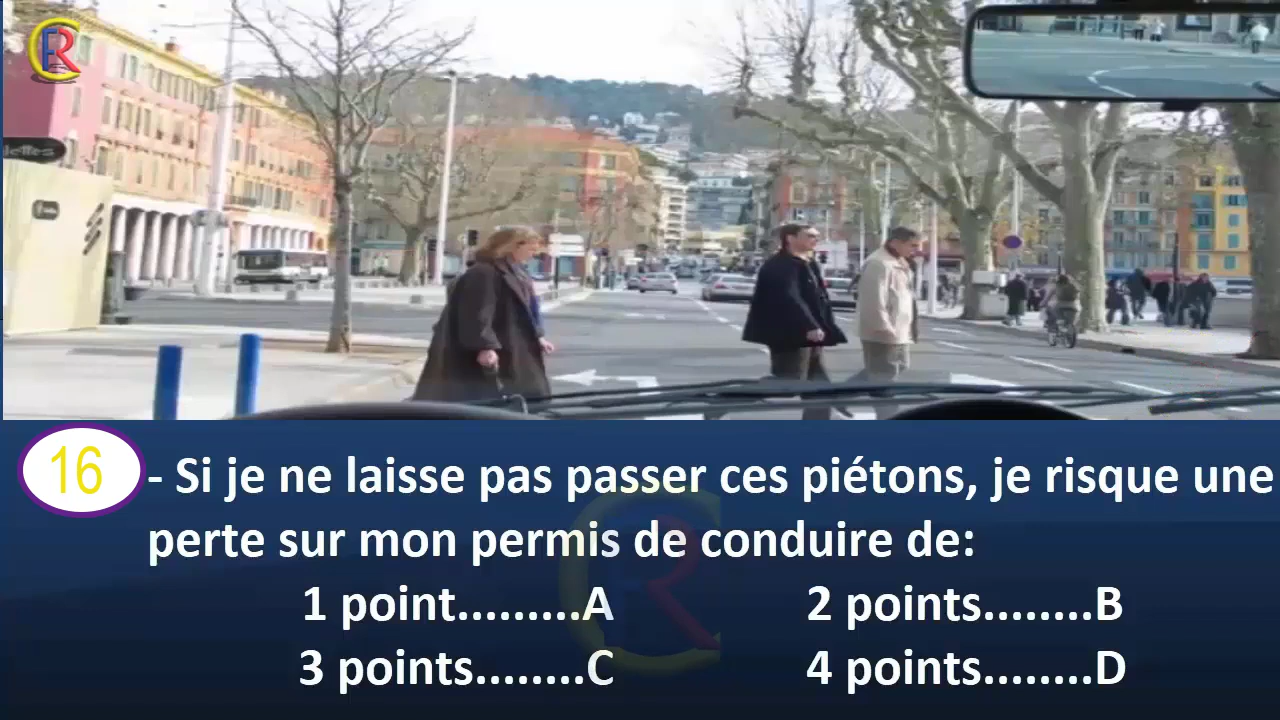 CFR
16 - Si je ne laisse pas passer ces piétons, je risque une
perte sur mon permis de conduire de:
1 point.........A 2 points........B
3 points........C 4 points........D